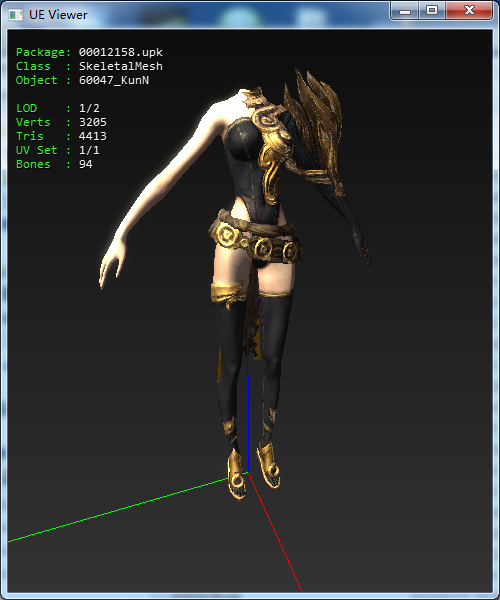 UE Viewer
Package: 00012158.upk
Class  : SkeletalMesh
Object : 60047_KunN
LOD    : 1/2
Verts  : 3205
Tris   : 4413
UV Set : 1/1
Bones  : 94